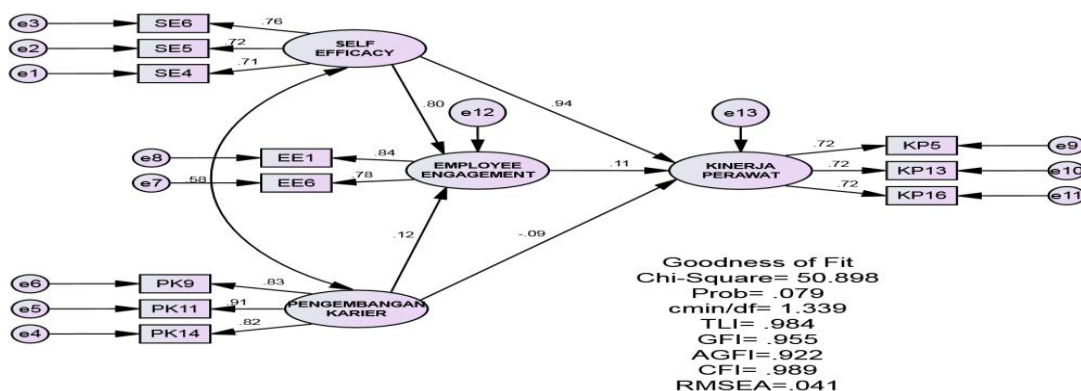 e3
SE6
.76
e2
SE5
.72
e1
SE4
.71
SELF
EFFICACY
.80
.94
e12
e13
e8
EE1
.84
e7
EE6
.78
.58
EMPLOYEE
ENGAGEMENT
.11
KINERJA
PERAWAT
.72
KP5
e9
.72
KP13
e10
.72
KP16
e11
.12
-.09
e6
PK9
.83
e5
PK11
.91
e4
PK14
.82
PENGEMBANGAN
KARIER
Goodness of Fit
Chi-Square= 50.898
Prob= .079
cmin/df= 1.339
TLI= .984
GFI= .955
AGFI=.922
CFI= .989
RMSEA=.041